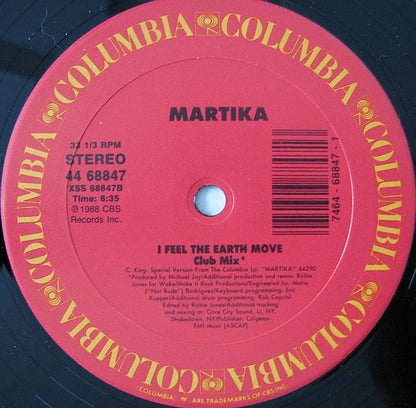 COLUMBIA COLUMBIA COLUMBIA COLUMBIA COLUMBIA COLUMBIA
MARTIKA
33 1/3 RPM
STEREO
44 68847
XSS 68847B
Time: 6:35
℗ 1988 CBS
Records Inc.
7464 - 68847 - 1
I FEEL THE EARTH MOVE
Club Mix *
C. King- Special Version From The Columbia Lp: "MARTIKA" 44290
*Produced by Michael Jay/Additional production and remix: Richie
Jones for Wake/Make It Rock Productions/Engineered by: Mario
("Not Rude") Rodriguez/Keyboard programming: Eric
Kupper/Additional drum programming: Rob Capriol
Edited by Richie Jones/Additional tracking
and mixing at: Cove City Sound, LI, NY,
Shakedown, NY/Publisher: Colgems-
EMI Music (ASCAP)
"COLUMBIA," ARE TRADEMARKS OF CBS INC.